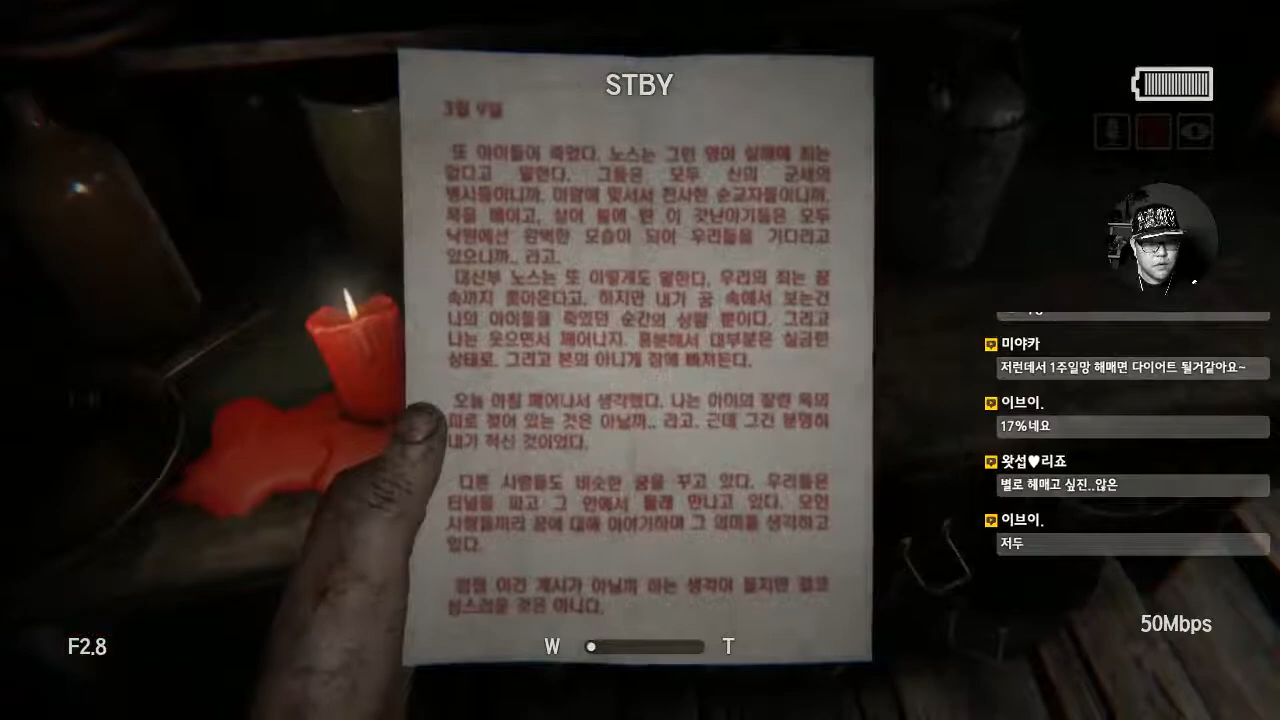 STBY
3월 9일
또 아이들이 죽었다. 노스는 그런 영이 실패해 죄는
없다고 말한다. 그들은 모두 신의 군세의
병사들이니까. 마왕에 맞서서 전사한 순교자들이니까.
목을 베이고, 살이 불에 탄 이 갓난아기들은 모두
낙원에선 완벽한 모습이 되어 우리들을 기다리고
있으니까.. 라고.
대신부 노스는 또 이렇게도 말한다. 우리의 죄는 꿈
속까지 쫓아온다고. 하지만 내가 꿈 속에서 보는건
나의 아이들을 죽였던 순간의 상황 뿐이다. 그리고
나는 웃으면서 깨어나지. 흥분해서 대부분은 실금한
상태로. 그리고 본의 아니게 잠에 빠져든다.
오늘 아침 깨어나서 생각했다. 나는 아이의 잘린 목의
피로 젖어 있는 것은 아닐까.. 라고. 근데 그건 분명히
내가 적신 것이었다.
다른 사람들도 비슷한 꿈을 꾸고 있다. 우리들은
터널을 파고 그 안에서 몰래 만나고 있다. 모인
사람들끼리 꿈에 대해 이야기하며 그 의미를 생각하고
있다.
점점 이건 계시가 아닐까 하는 생각이 들지만 결코
성스러운 것은 아니다.
F2.8
W T
50Mbps
미야카
저런데서 1주일망 해매면 다이어트 될거같아요~
이브이.
17%네요
왓섭♥리죠
별로 헤매고 싶진..않은
이브이.
저두